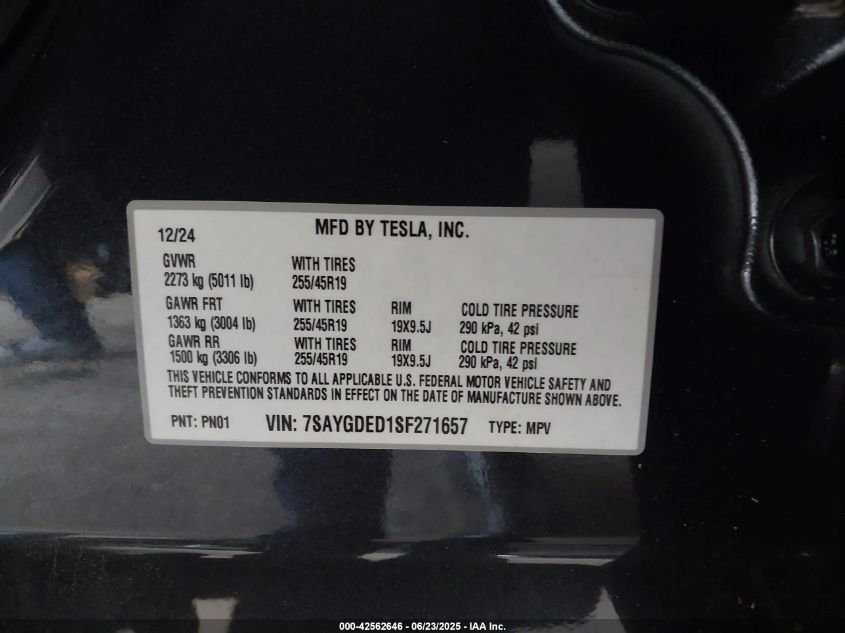 MFD BY TESLA, INC.
12/24
GVWR WITH TIRES
2273 kg (5011 lb) 255/45R19
GAWR FRT WITH TIRES RIM COLD TIRE PRESSURE
1363 kg (3004 lb) 255/45R19 19X9.5J 290 kPa, 42 psi
GAWR RR WITH TIRES RIM COLD TIRE PRESSURE
1500 kg (3306 lb) 255/45R19 19X9.5J 290 kPa, 42 psi
THIS VEHICLE CONFORMS TO ALL APPLICABLE U.S. FEDERAL MOTOR VEHICLE SAFETY AND
THEFT PREVENTION STANDARDS IN EFFECT ON THE DATE OF MANUFACTURE SHOWN ABOVE.
PNT: PN01 VIN: 7SAYGDED1SF271657 TYPE: MPV
000-42562646 - 06/23/2025 - IAA Inc.